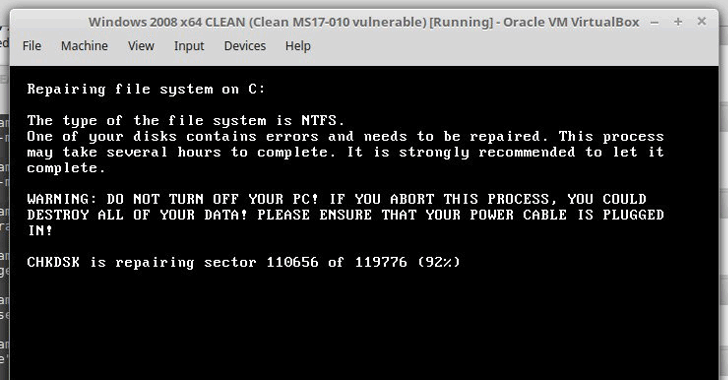 Windows 2008 x64 CLEAN (Clean MS17-010 vulnerable) [Running] - Oracle VM VirtualBox
File Machine View Input Devices Help
Repairing file system on C:
The type of the file system is NTFS.
One of your disks contains errors and needs to be repaired. This process
may take several hours to complete. It is strongly recommended to let it
complete.
WARNING: DO NOT TURN OFF YOUR PC! IF YOU ABORT THIS PROCESS, YOU COULD
DESTROY ALL OF YOUR DATA! PLEASE ENSURE THAT YOUR POWER CABLE IS PLUGGED
IN!
CHKDSK is repairing sector 110656 of 119776 (92%)